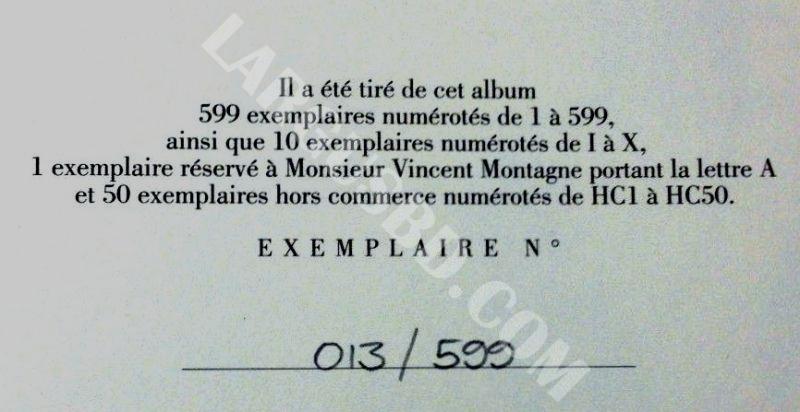 Il a été tiré de cet album
599 exemplaires numérotés de 1 à 599,
ainsi que 10 exemplaires numérotés de I à X,
1 exemplaire réservé à Monsieur Vincent Montagne portant la lettre A
et 50 exemplaires hors commerce numérotés de HC1 à HC50.
EXEMPLAIRE N°
013/599
LARGUSBD.COM